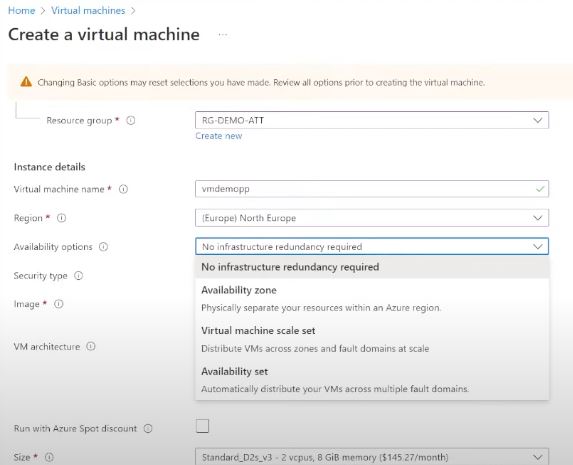 Home > Virtual machines >
Create a virtual machine ...
Changing Basic options may reset selections you have made. Review all options prior to creating the virtual machine.
Resource group * RG-DEMO-ATT
Create new
Instance details
Virtual machine name * vmdemopp
Region * (Europe) North Europe
Availability options No infrastructure redundancy required
No infrastructure redundancy required
Security type
Availability zone
Physically separate your resources within an Azure region.
Image *
Virtual machine scale set
Distribute VMs across zones and fault domains at scale
VM architecture
Availability set
Automatically distribute your VMs across multiple fault domains.
Run with Azure Spot discount
Size * Standard_D2s_v3 - 2 vcpus, 8 GiB memory ($145.27/month)